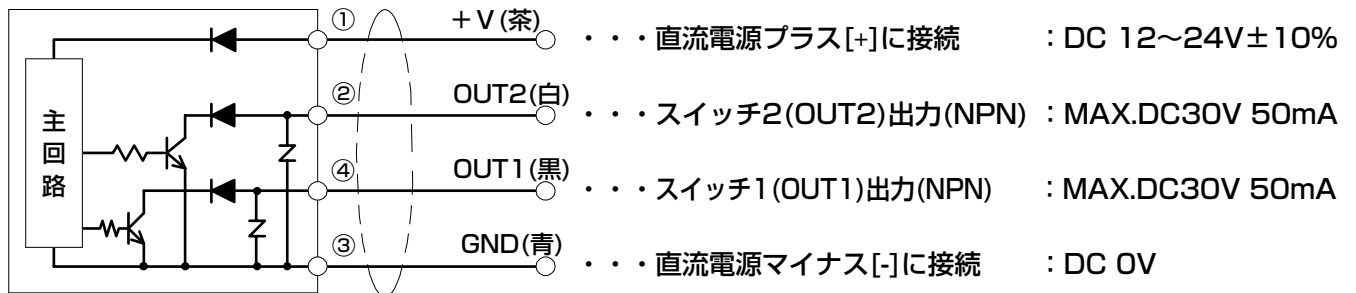 ① +V(茶) ・・・直流電源プラス[+]に接続 :DC 12～24V±10%
② OUT2(白) ・・・スイッチ2(OUT2)出力(NPN) :MAX.DC30V 50mA
主回路
④ OUT1(黒) ・・・スイッチ1(OUT1)出力(NPN) :MAX.DC30V 50mA
③ GND(青) ・・・直流電源マイナス[-]に接続 :DC 0V